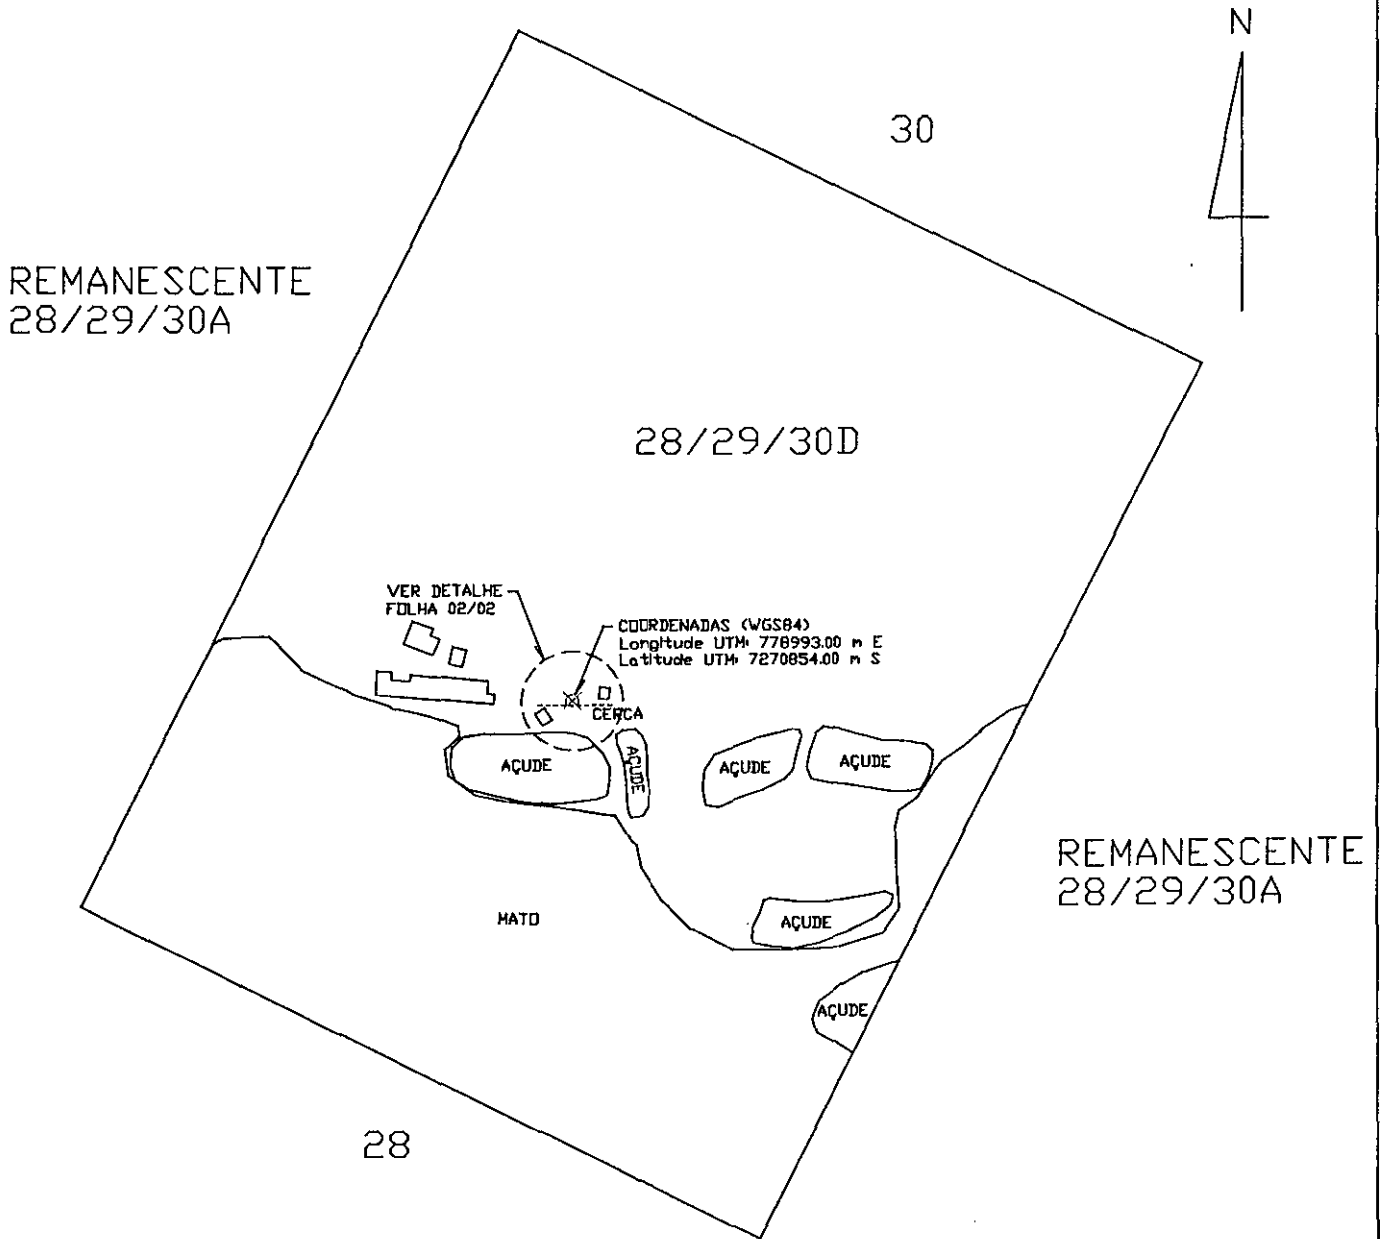 N
30
REMANESCENTE
28/29/30A
28/29/30D
VER DETALHE
FOLHA 02/02
COORDENADAS (WGS84)
Longitude UTM: 778993.00 m E
Latitude UTM: 7270854.00 m S
CERCA
AÇUDE
AÇUDE
AÇUDE
AÇUDE
REMANESCENTE
28/29/30A
MATO
AÇUDE
AÇUDE
28